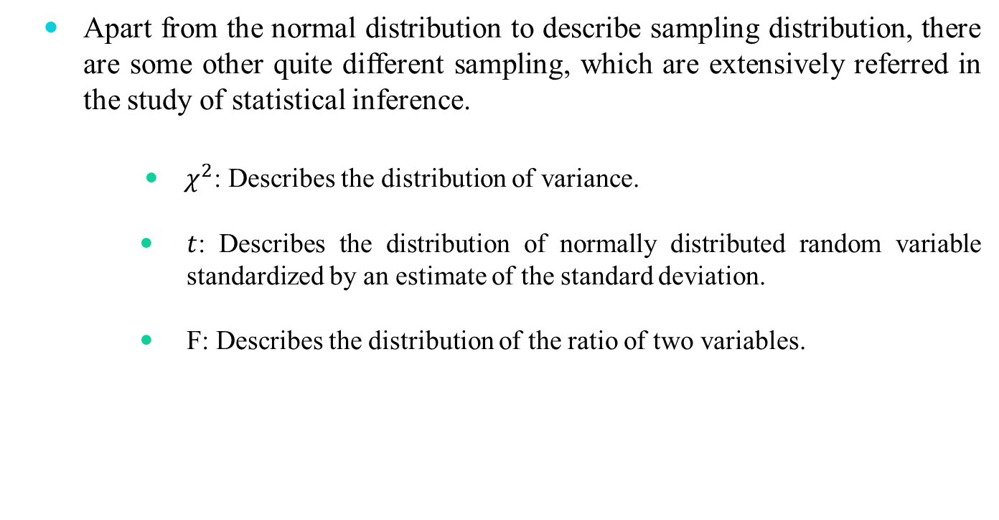 • Apart from the normal distribution to describe sampling distribution, there
are some other quite different sampling, which are extensively referred in
the study of statistical inference.
• χ²: Describes the distribution of variance.
• t: Describes the distribution of normally distributed random variable
standardized by an estimate of the standard deviation.
• F: Describes the distribution of the ratio of two variables.